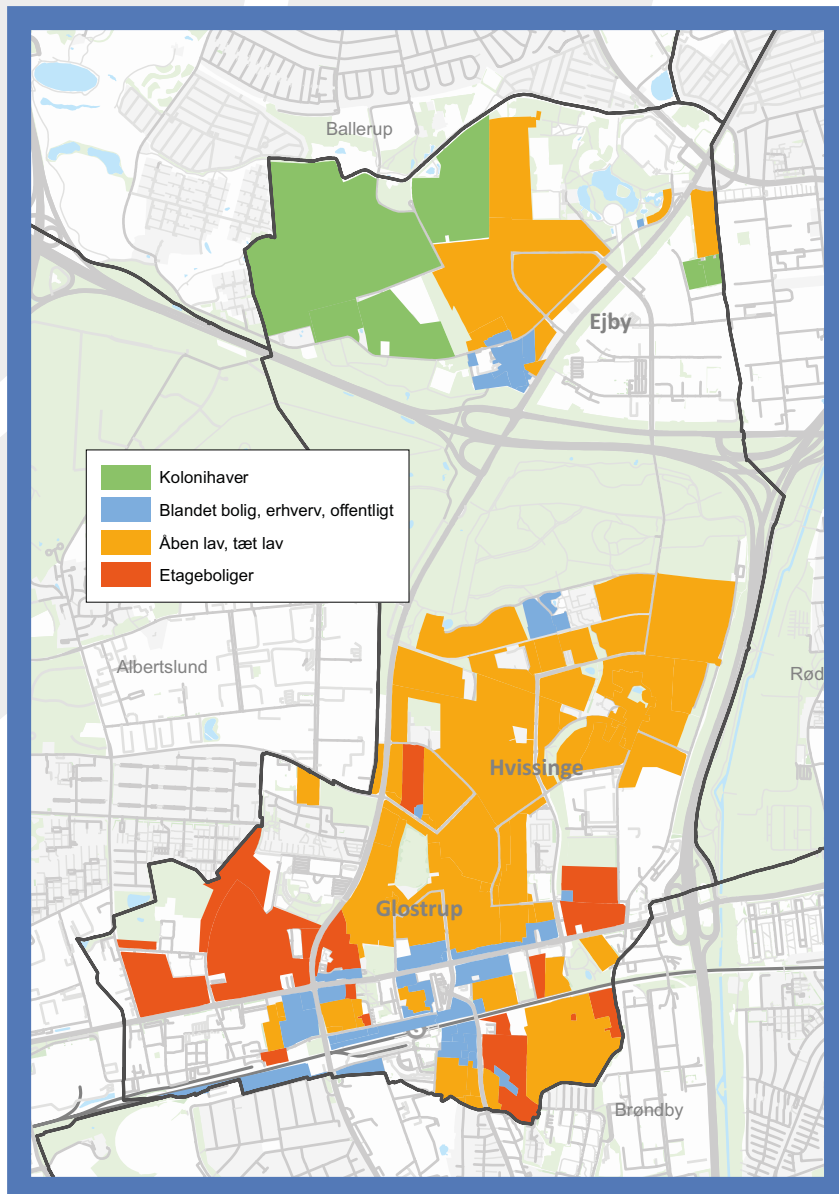 Ballerup
Ejby
Kolonihaver
Blandet bolig, erhverv, offentligt
Åben lav, tæt lav
Etageboliger
Albertslund
Rød
Hvissinge
Glostrup
Brøndby